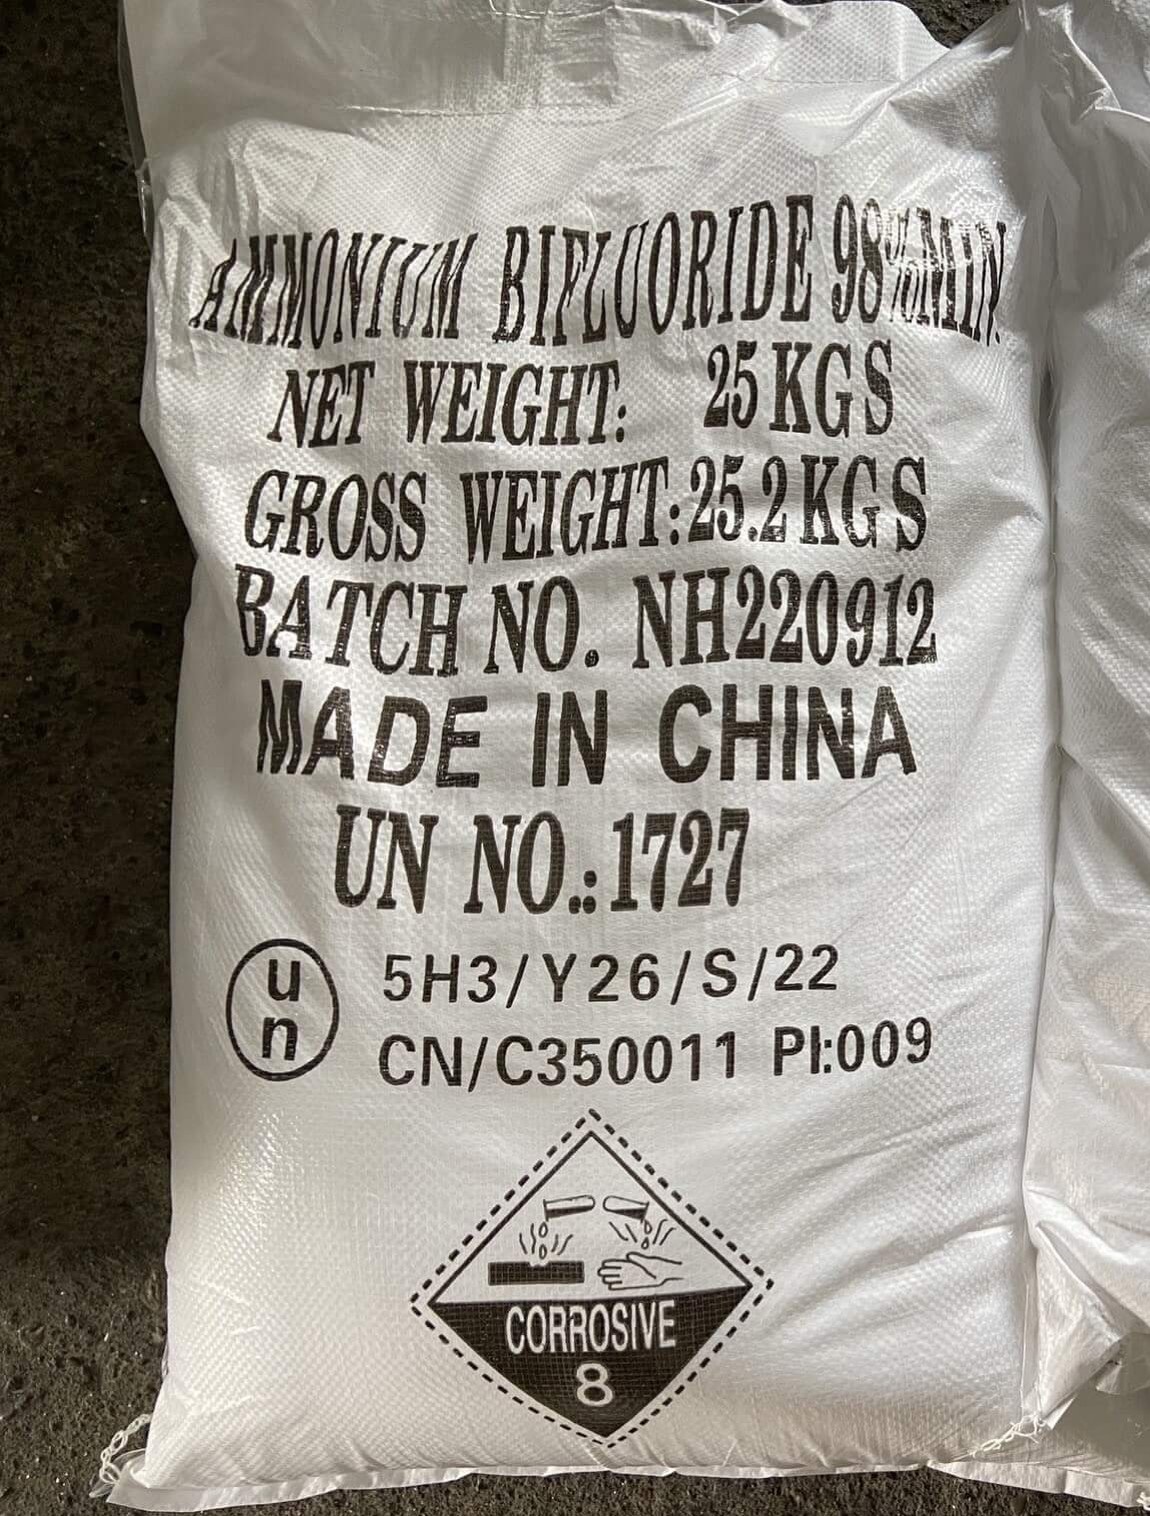 AMMONIUM BIFLUORIDE 98%MIN.
NET WEIGHT: 25KGS
GROSS WEIGHT:25.2KGS
BATCH NO. NH220912
MADE IN CHINA
UN NO.:1727
un 5H3/Y26/S/22
CN/C350011 PI:009
CORROSIVE
8